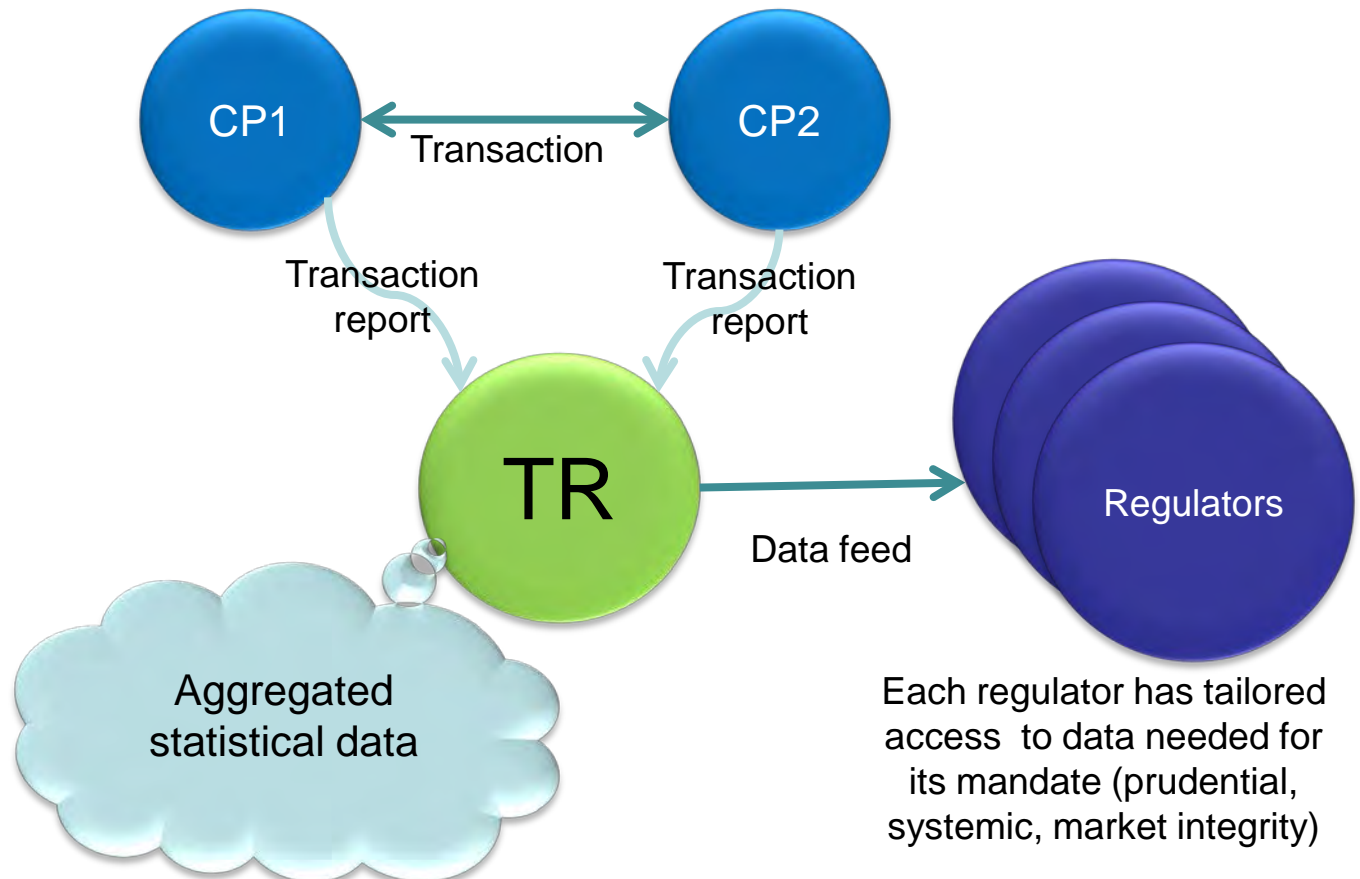 CP1
CP2
Transaction
Transaction
report
Transaction
report
TR
Regulators
Data feed
Aggregated
statistical data
Each regulator has tailored
access to data needed for
its mandate (prudential,
systemic, market integrity)